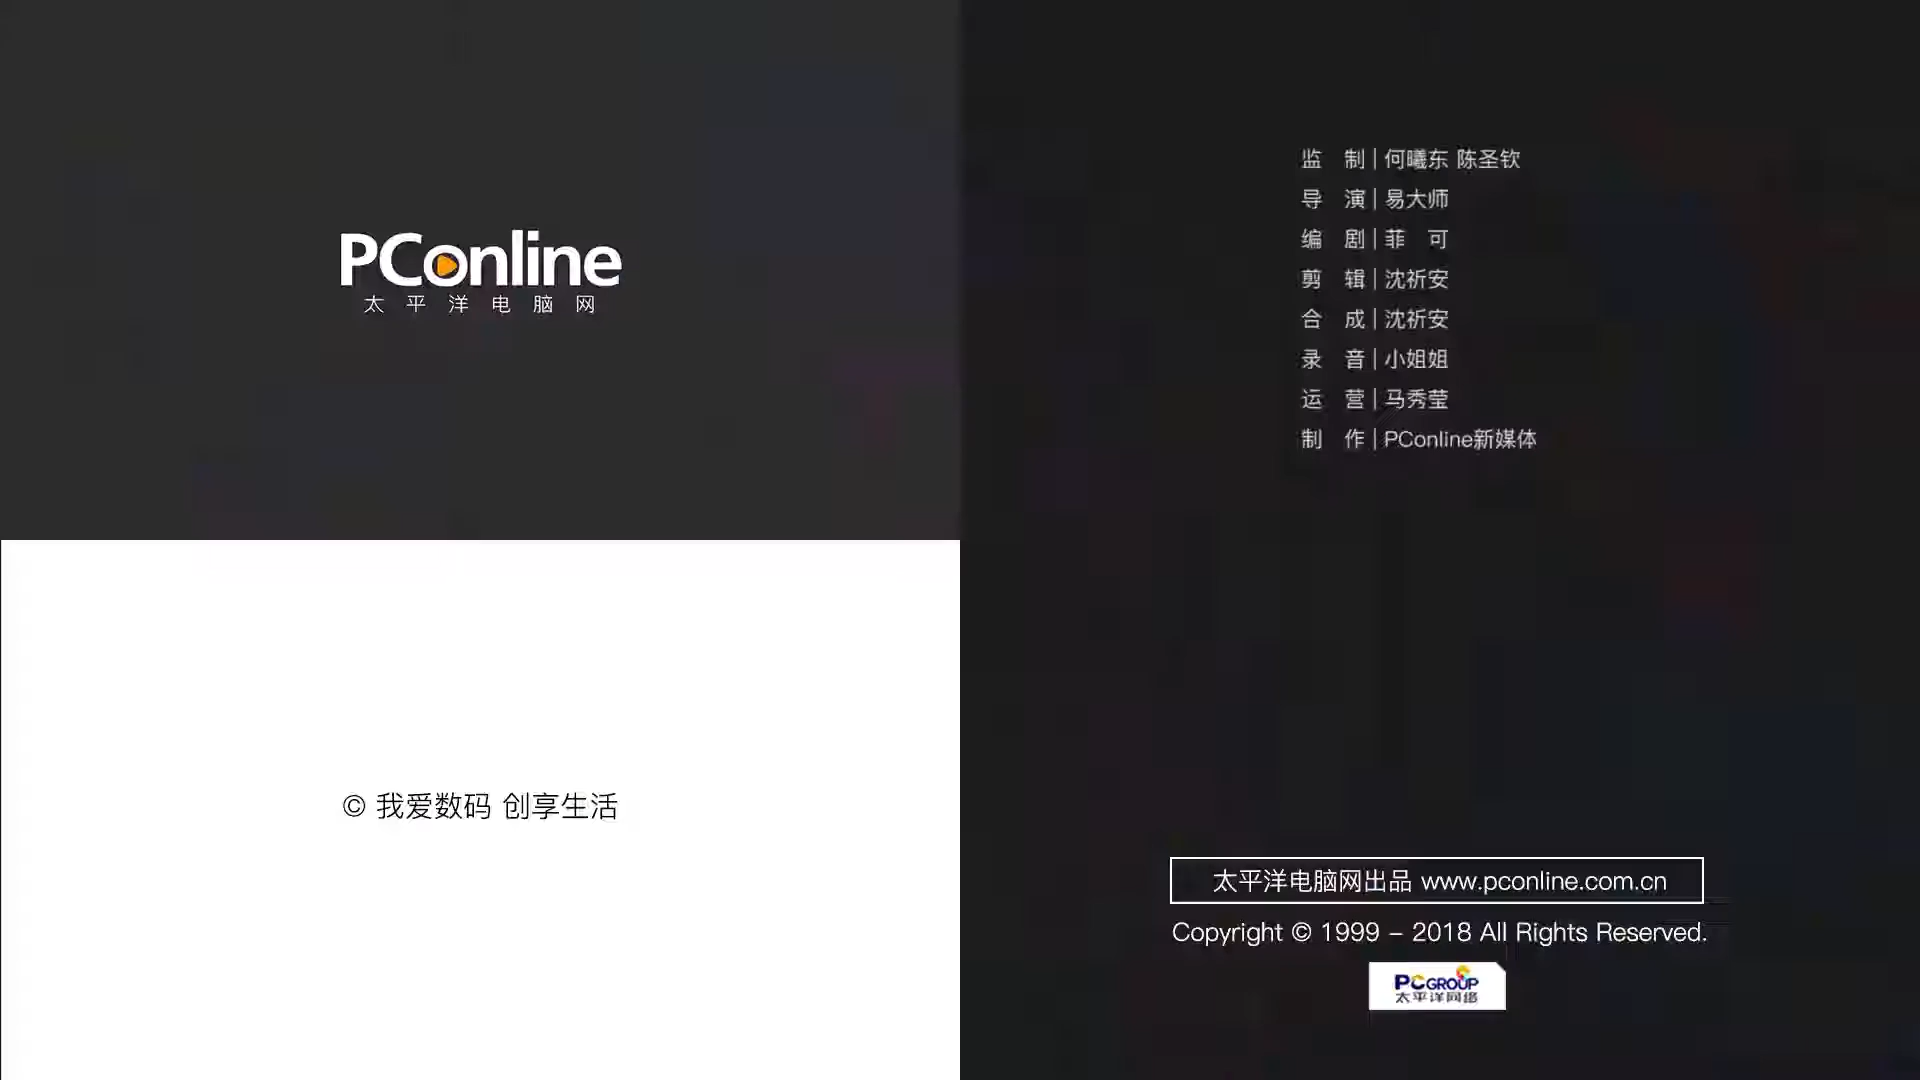 PConline
太平洋电脑网
© 我爱数码 创享生活
监 制|何曦东 陈圣钦
导 演|易大师
编 剧|菲 可
剪 辑|沈祈安
合 成|沈祈安
录 音|小姐姐
运 营|马秀莹
制 作|PConline新媒体
太平洋电脑网出品 www.pconline.com.cn
Copyright © 1999 - 2018 All Rights Reserved.
PCGROUP
太平洋网络